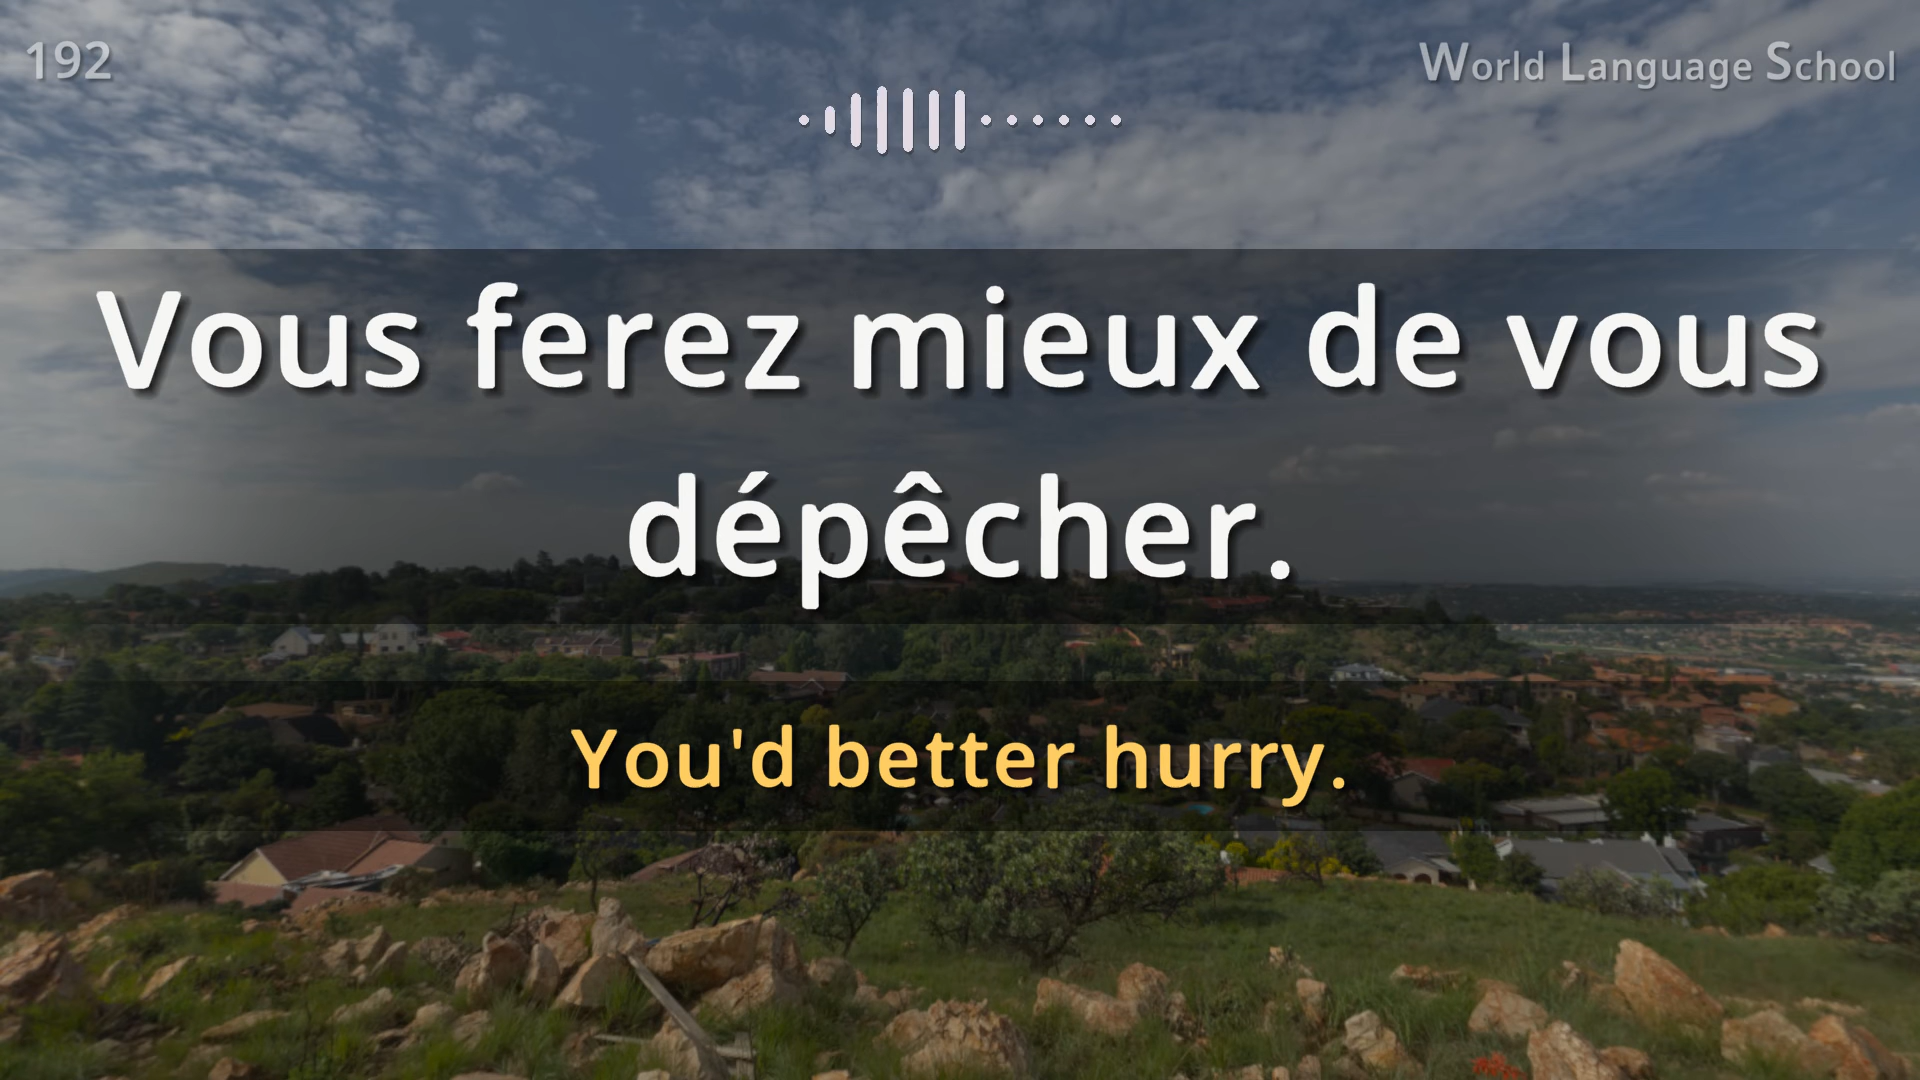 192
World Language School
Vous ferez mieux de vous
dépêcher.
You'd better hurry.